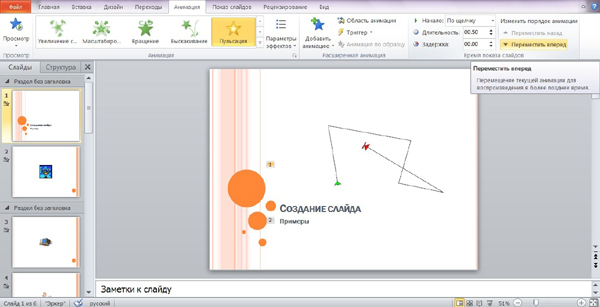 Файл Главная Вставка Дизайн Переходы Анимация Показ слайдов Рецензирование Вид
Просмотр Увеличение с... Масштабиро... Вращение Выскакивание Пульсация Параметры эффектов Добавить анимацию
Область анимации
Триггер
Анимация по образцу
Начало: По щелчку
Длительность: 00.50
Задержка: 00.00
Изменить порядок анимации
Переместить назад
Переместить вперед
Просмотр Анимация Расширенная анимация Время показа слайдов
Переместить вперед
Перемещение текущей анимации для
воспроизведения в более позднее время.
Слайды Структура
Раздел без заголовка
1
2
Раздел без заголовка
3
4
Создание слайда
Примеры
Заметки к слайду
Слайд 1 из 6 "Эркер" русский 51%